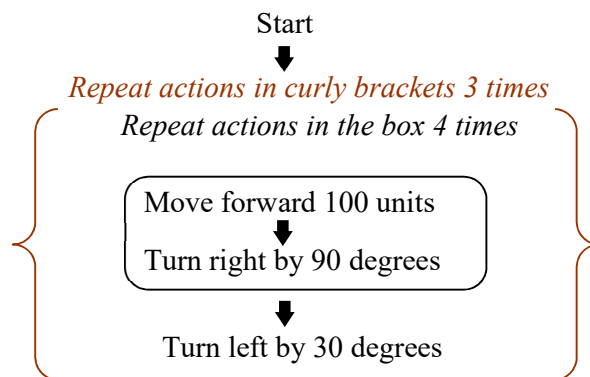 Start
Repeat actions in curly brackets 3 times
Repeat actions in the box 4 times
Move forward 100 units
Turn right by 90 degrees
Turn left by 30 degrees